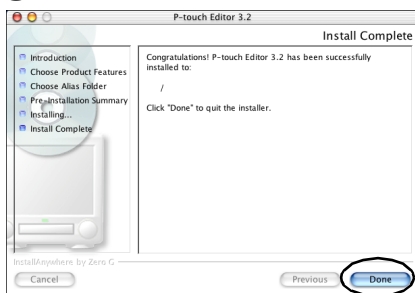 P-touch Editor 3.2
Install Complete
Introduction
Choose Product Features
Choose Alias Folder
Pre-Installation Summary
Installing...
Install Complete
Congratulations! P-touch Editor 3.2 has been successfully
installed to:
/
Click "Done" to quit the installer.
InstallAnywhere by Zero G
Cancel
Previous
Done